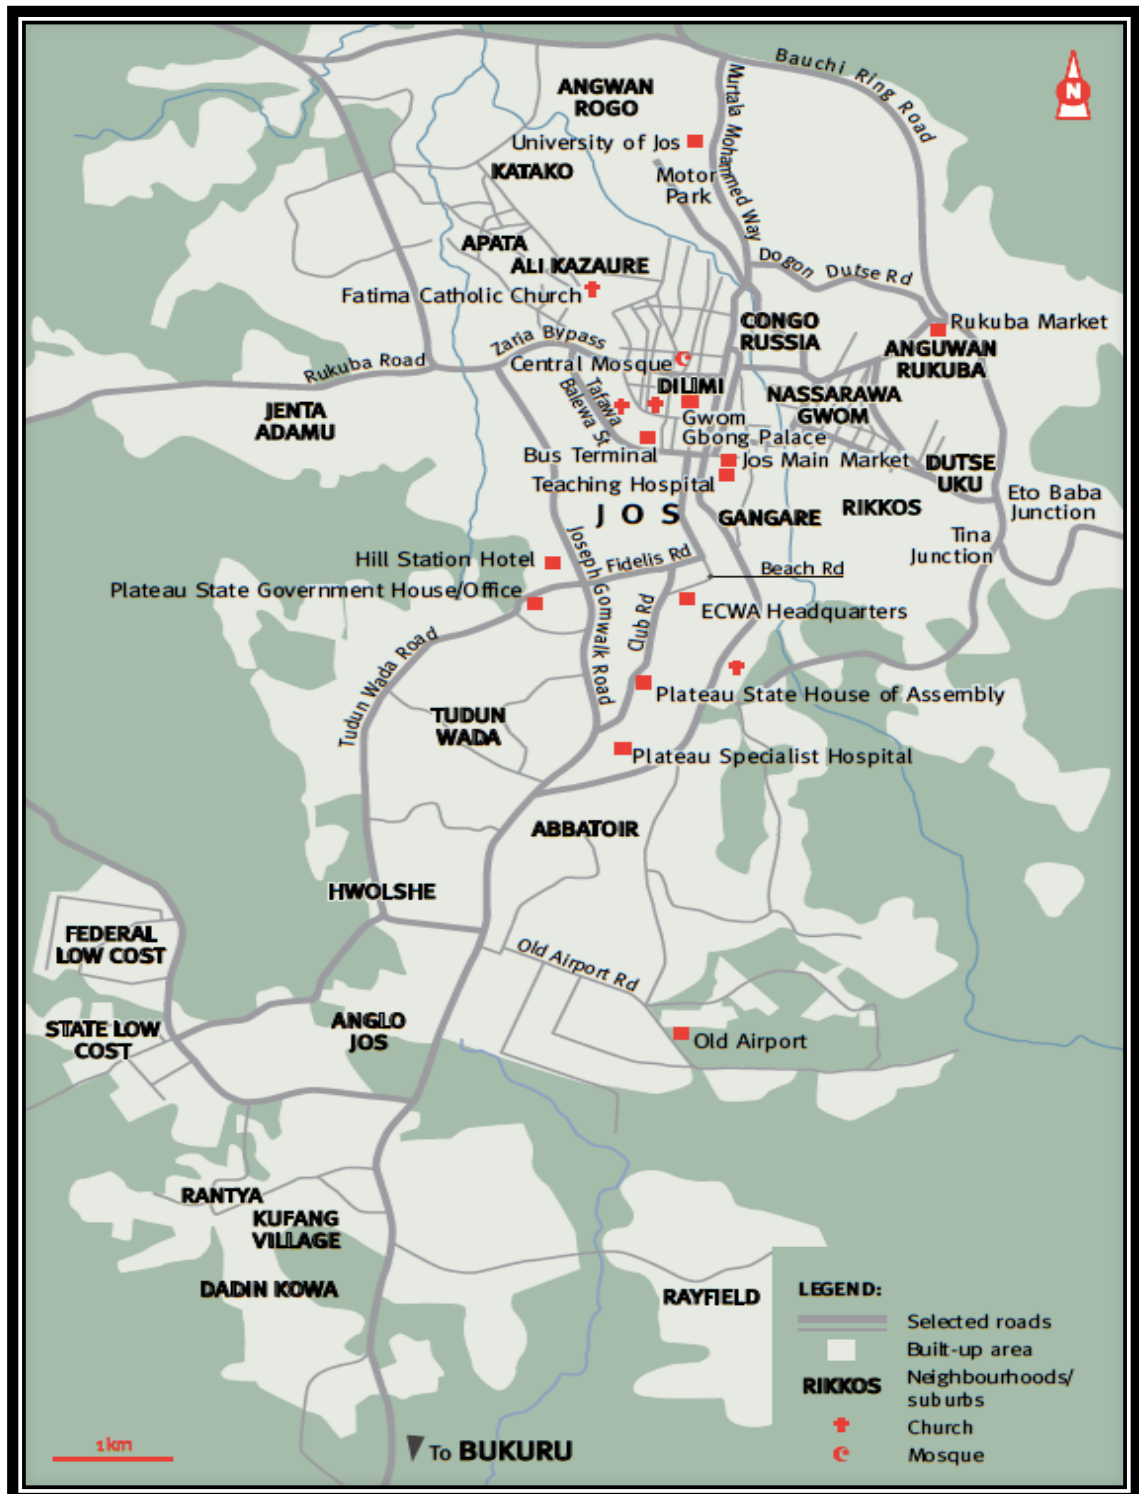 Bauchi Ring Road
N
ANGWAN
ROGO
Murtala Mohammed Way
University of Jos
KATAKO
Motor
Park
APATA
ALI KAZAURE
Dogon Dutse Rd
Fatima Catholic Church
CONGO
RUSSIA
Rukuba Market
Zaria Bypass
ANGUWAN
RUKUBA
Rukuba Road
Central Mosque
DILIMI
NASSARAWA
GWOM
Tafawa
Balewa St
JENTA
ADAMU
Gwom
Gbong Palace
Bus Terminal
Jos Main Market
DUTSE
UKU
Teaching Hospital
Eto Baba
Junction
JOS
GANGARE
RIKKOS
Tina
Junction
Hill Station Hotel
Joseph Gomwalk Road
Fidelis Rd
Beach Rd
Plateau State Government House/Office
ECWA Headquarters
Club Rd
Tudun Wada Road
Plateau State House of Assembly
TUDUN
WADA
Plateau Specialist Hospital
ABBATOIR
HWOLSHE
FEDERAL
LOW COST
Old Airport Rd
STATE LOW
COST
ANGLO
JOS
Old Airport
RANTYA
KUFANG
VILLAGE
DADIN KOWA
RAYFIELD
LEGEND:
Selected roads
Built-up area
RIKKOS
Neighbourhoods/
suburbs
Church
Mosque
1km
To BUKURU